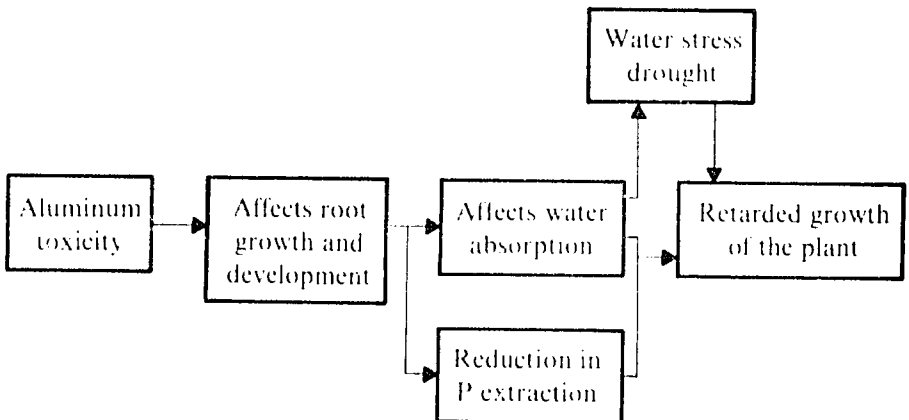 Water stress
drought
Aluminum
toxicity
Affects root
growth and
development
Affects water
absorption
Retarded growth
of the plant
Reduction in
P extraction